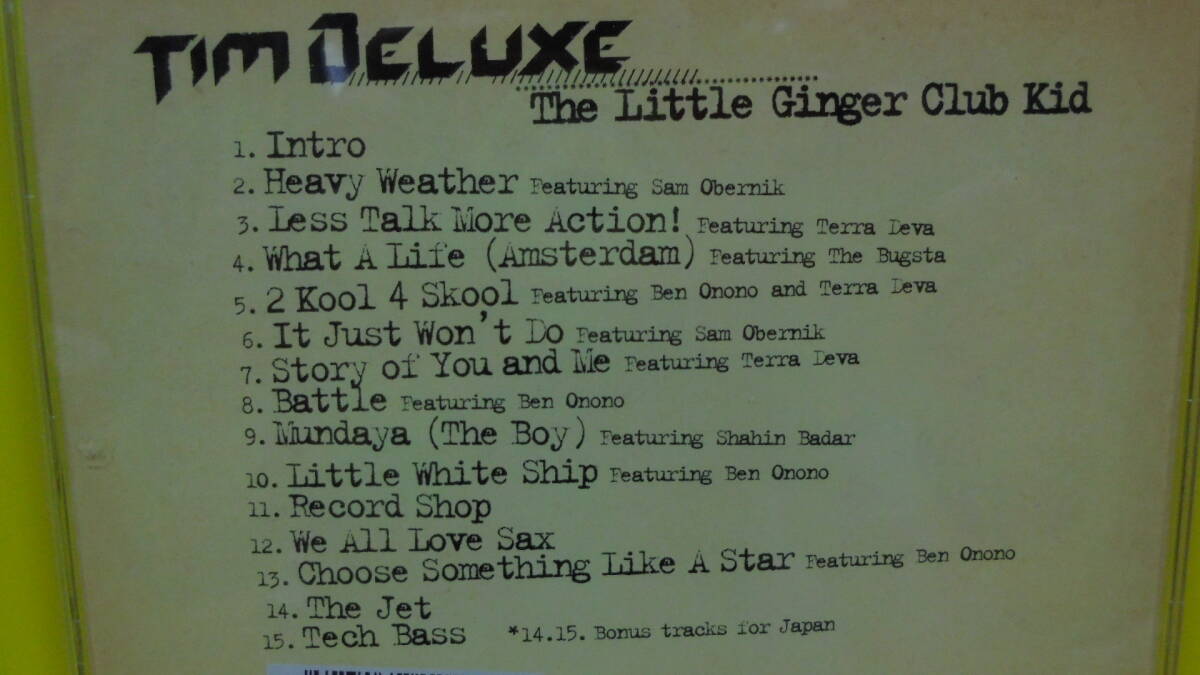 TIM DELUXE
The Little Ginger Club Kid
1. Intro
2. Heavy Weather Featuring Sam Obernik
3. Less Talk More Action! Featuring Terra Deva
4. What A Life (Amsterdam) Featuring The Bugsta
5. 2 Kool 4 Skool Featuring Ben Onono and Terra Deva
6. It Just Won't Do Featuring Sam Obernik
7. Story of You and Me Featuring Terra Deva
8. Battle Featuring Ben Onono
9. Mundaya (The Boy) Featuring Shahin Badar
10. Little White Ship Featuring Ben Onono
11. Record Shop
12. We All Love Sax
13. Choose Something Like A Star Featuring Ben Onono
14. The Jet
15. Tech Bass *14.15. Bonus tracks for Japan